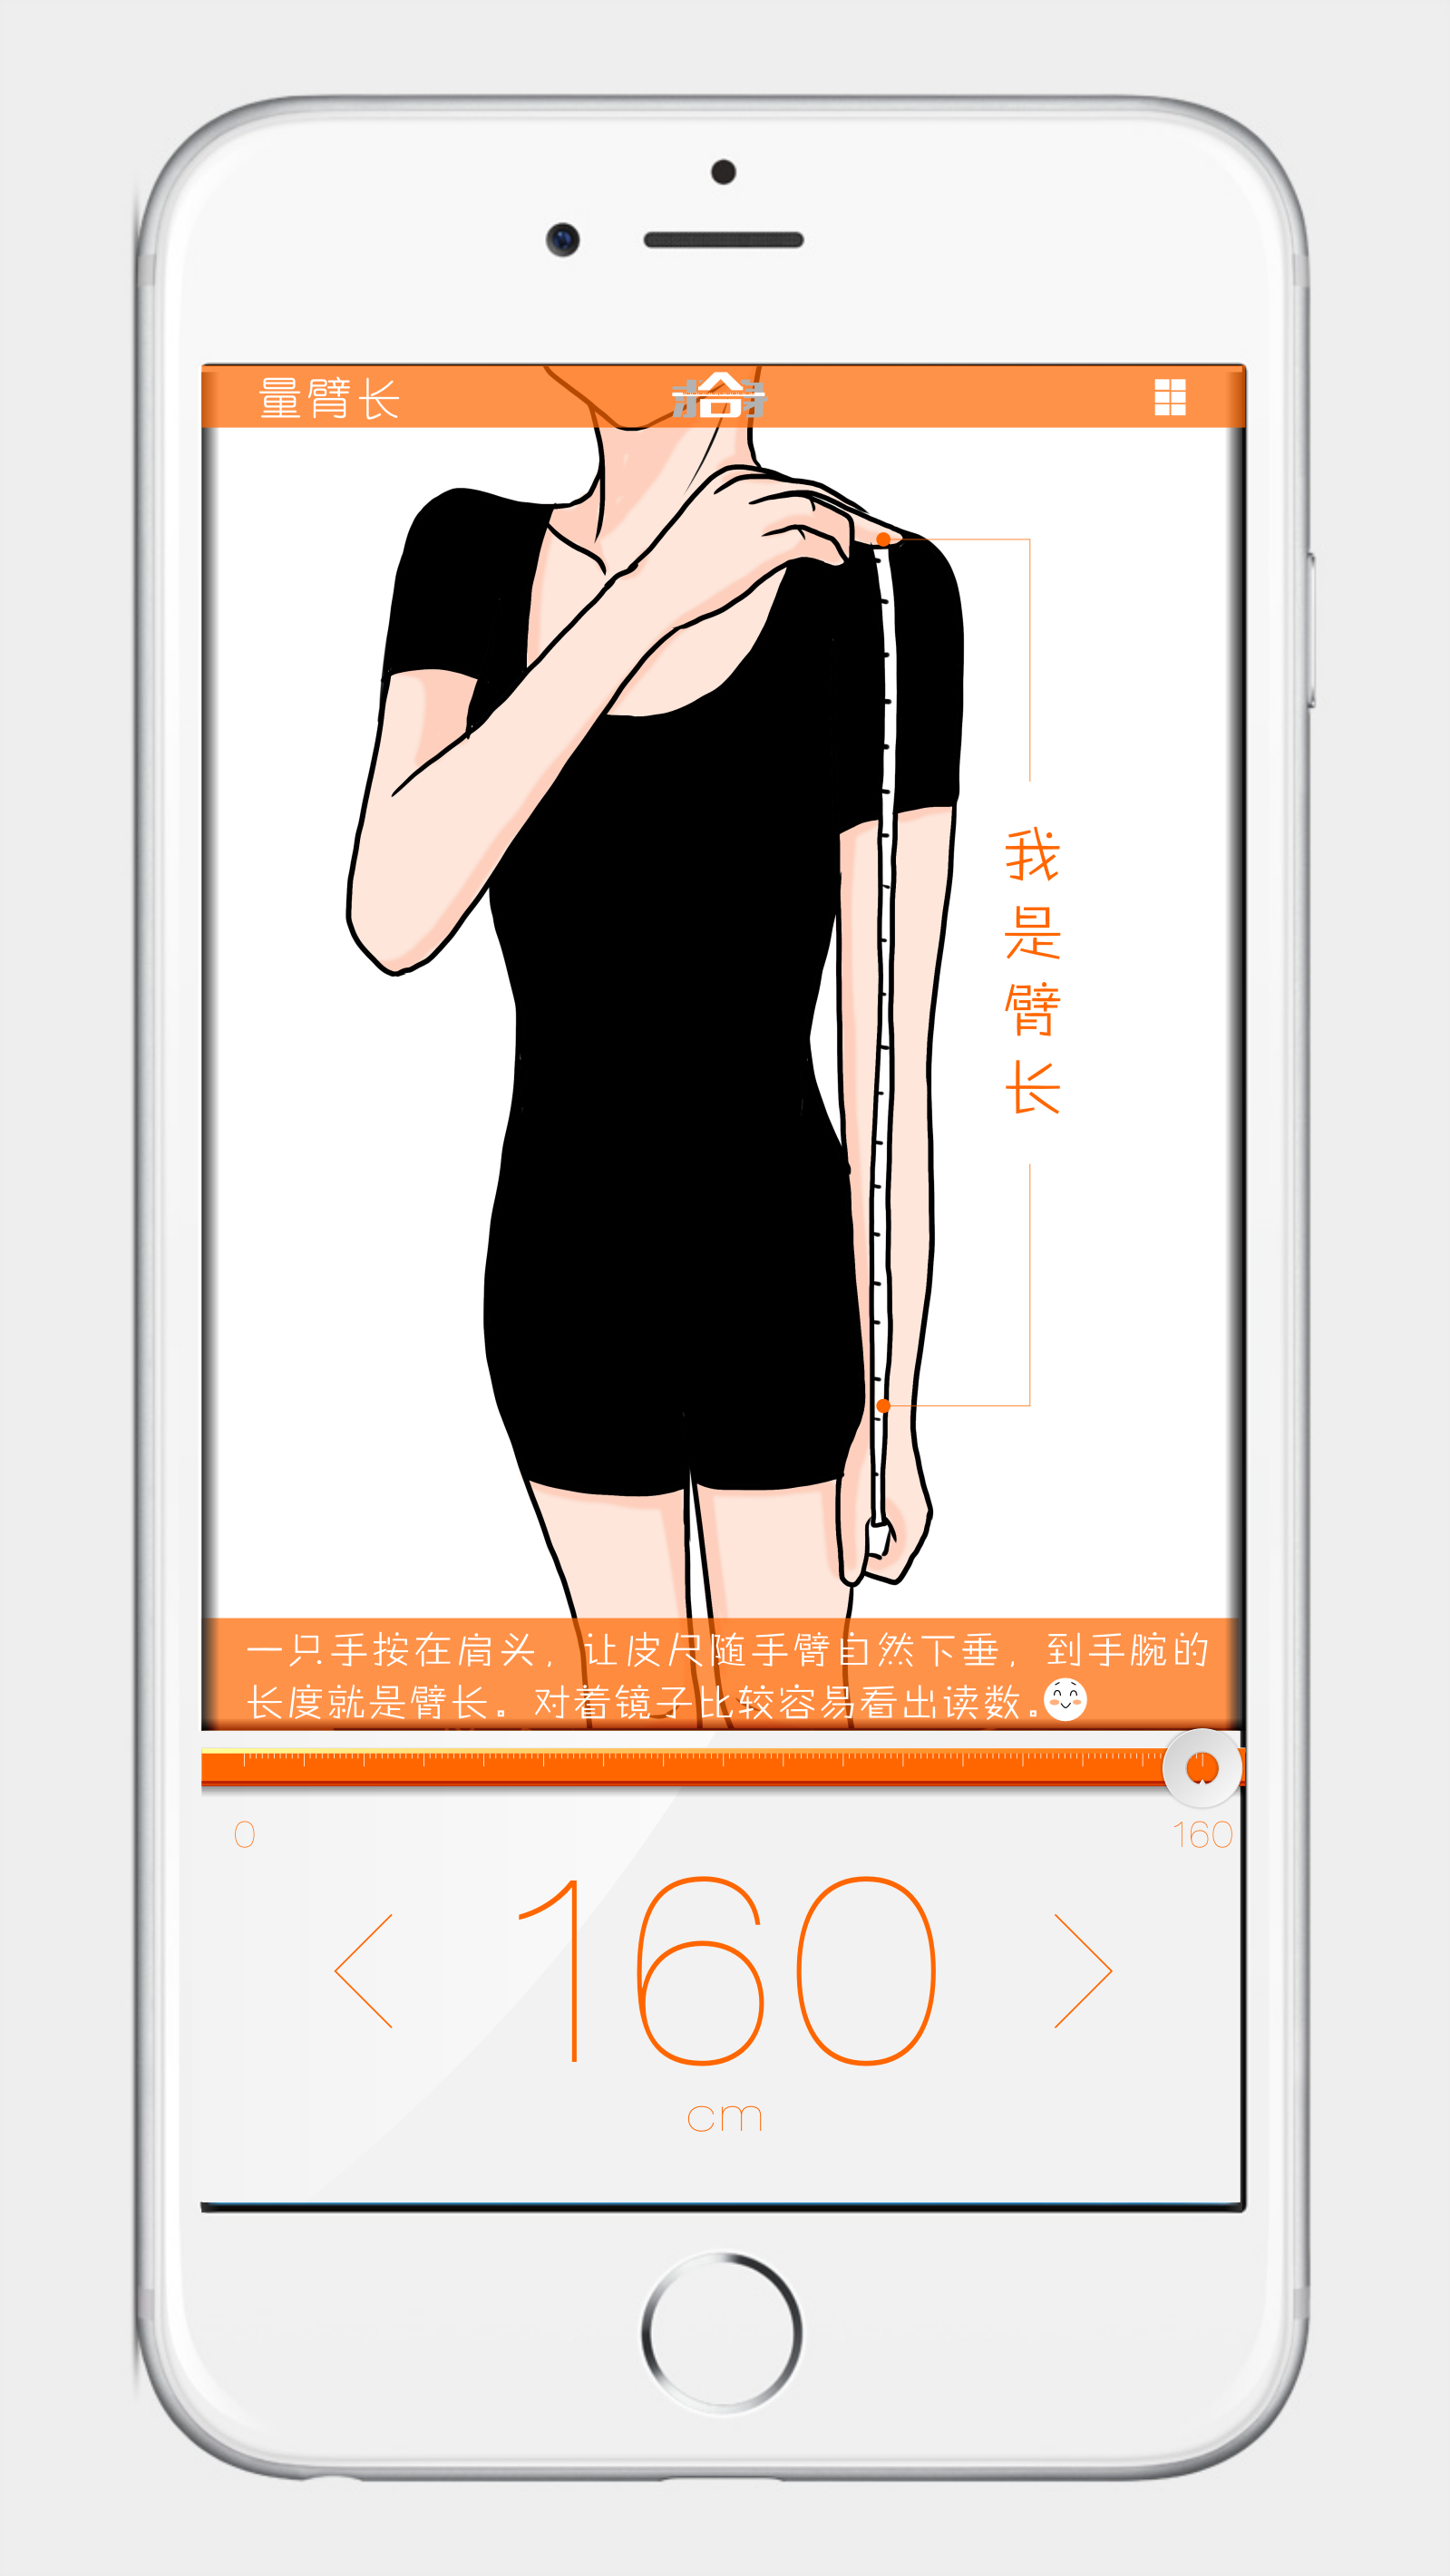 量臂长
我是臂长
一只手按在肩头，让皮尺随手臂自然下垂，到手腕的
长度就是臂长。对着镜子比较容易看出读数。
0
160
160
cm